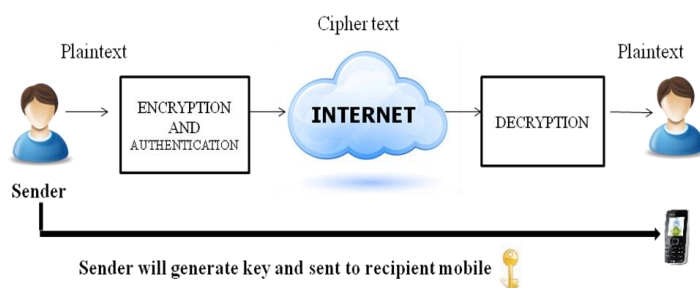 Cipher text
Plaintext
Plaintext
ENCRYPTION
AND
AUTHENTICATION
INTERNET
DECRYPTION
Sender
Sender will generate key and sent to recipient mobile